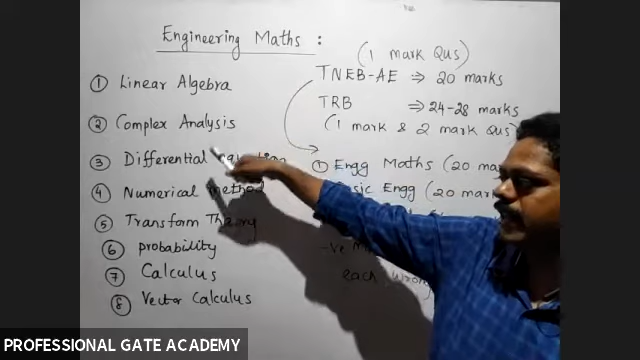 Engineering Maths :
① Linear Algebra
② Complex Analysis
③ Differential
④ Numerical method
⑤ Transform Theory
⑥ probability
⑦ Calculus
⑧ Vector Calculus
(1 mark Qus)
TNEB-AE ⇒ 20 marks
TRB ⇒ 24-28 marks
(1 mark & 2 mark Qus)
① Engg Maths (20
Engg (20
-ve
each wrong
PROFESSIONAL GATE ACADEMY